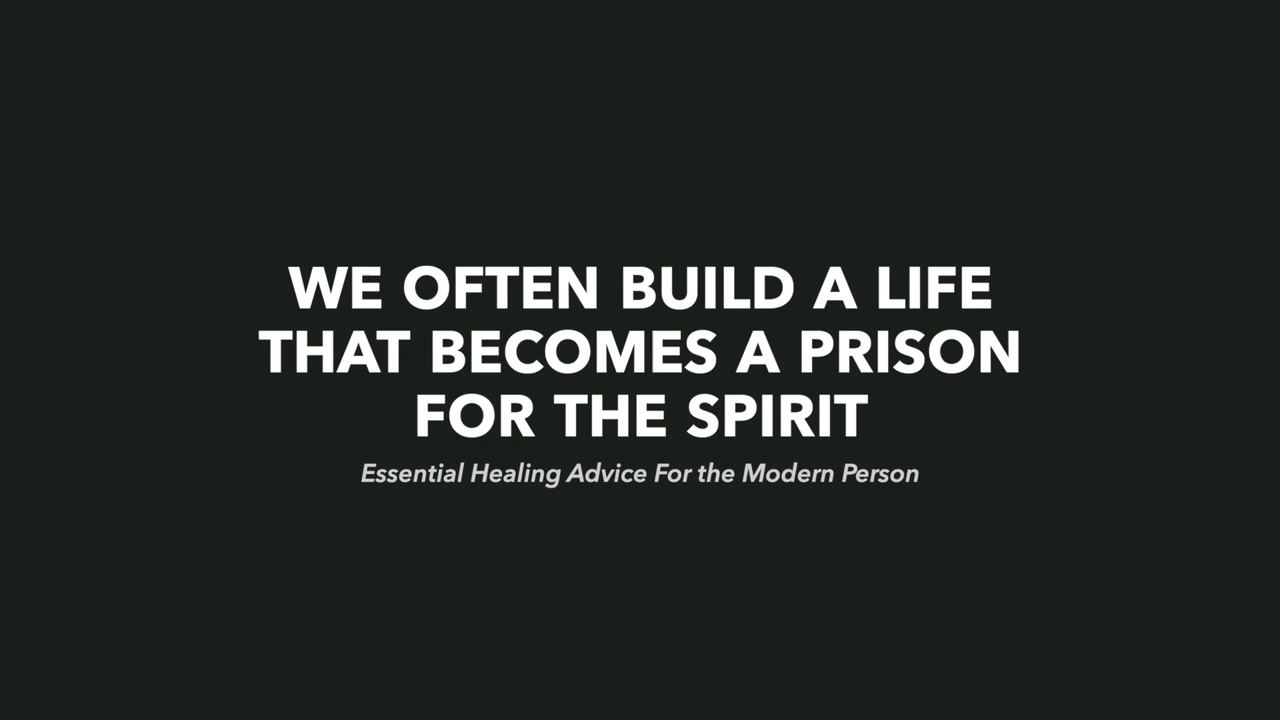 WE OFTEN BUILD A LIFE
THAT BECOMES A PRISON
FOR THE SPIRIT
Essential Healing Advice For the Modern Person